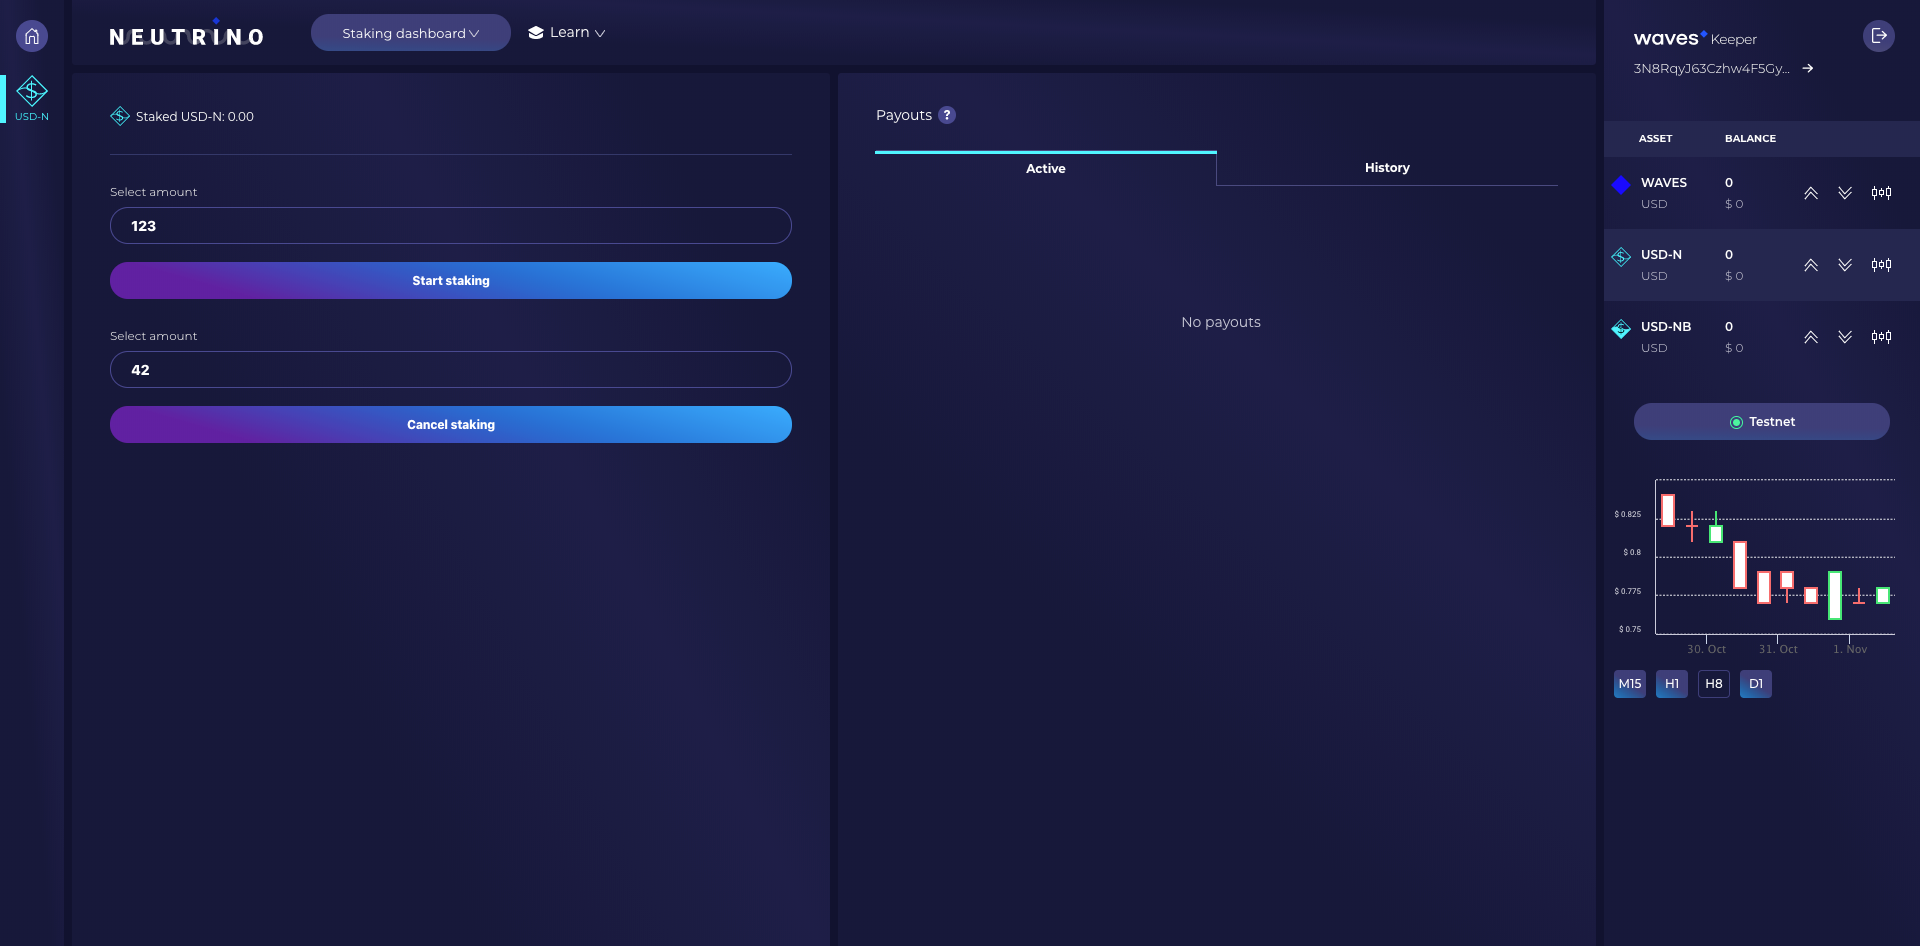 NEUTRINO
Staking dashboard
Learn
USD-N
Staked USD-N: 0.00
Select amount
123
Start staking
Select amount
42
Cancel staking
Payouts ?
Active
History
No payouts
waves Keeper
3N8RqyJ63Czhw4F5Gy...
ASSET BALANCE
WAVES 0
USD $ 0
USD-N 0
USD $ 0
USD-NB 0
USD $ 0
Testnet
$ 0.825
$ 0.8
$ 0.775
$ 0.75
30. Oct 31. Oct 1. Nov
M15 H1 H8 D1